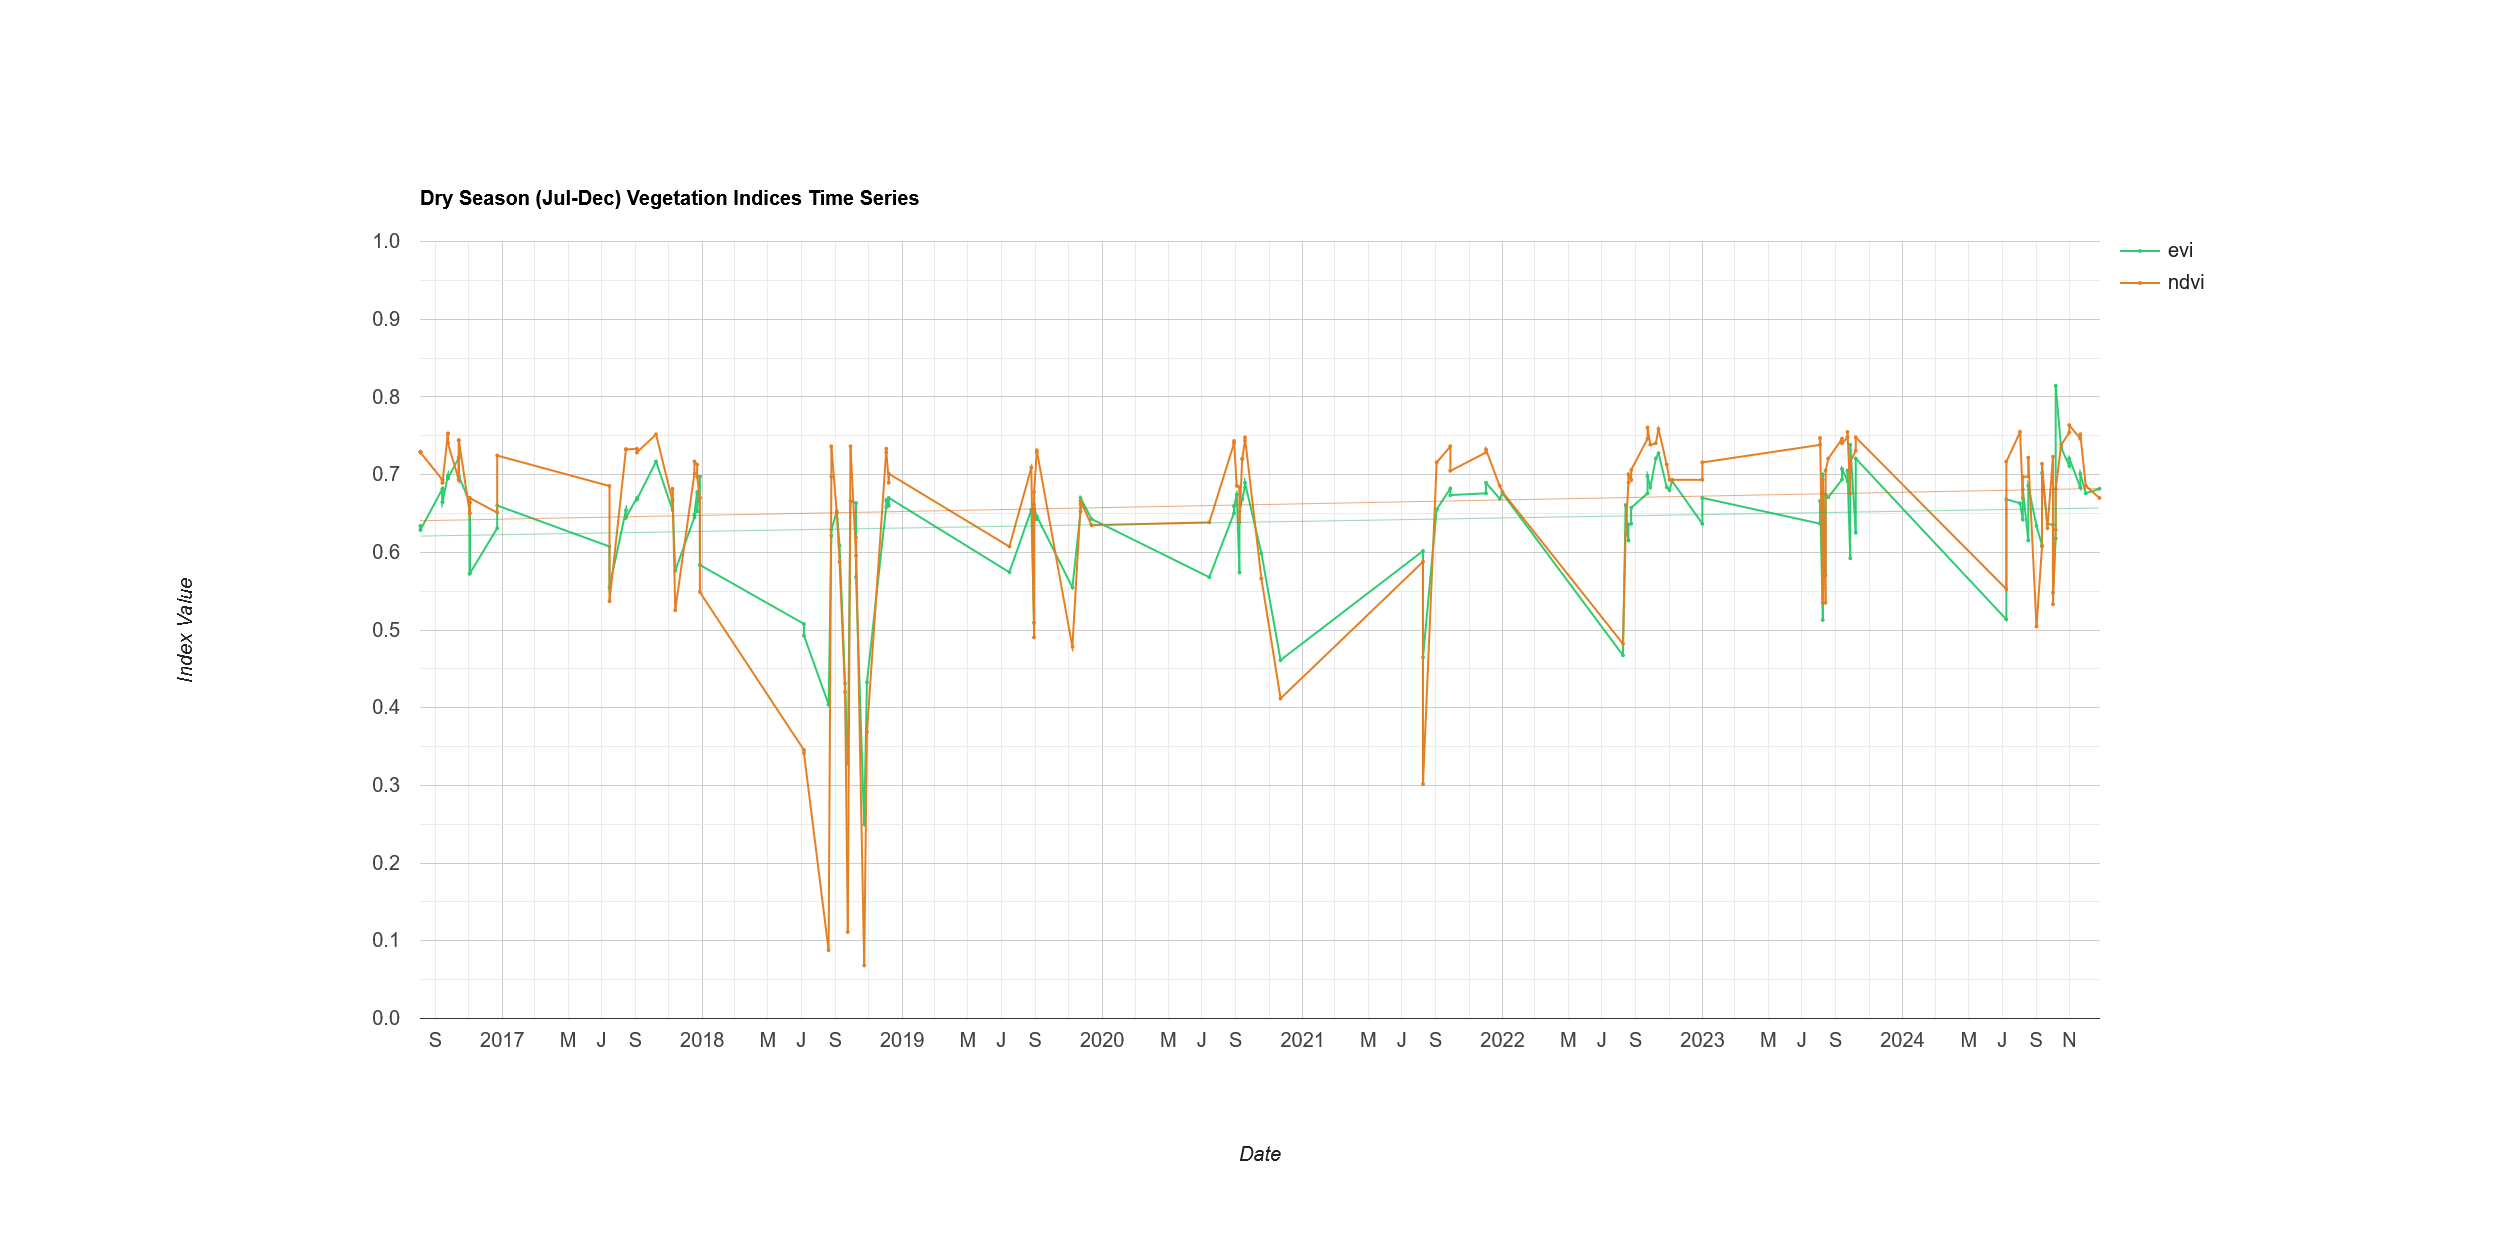 Dry Season (Jul-Dec) Vegetation Indices Time Series
evi
ndvi
1.0
0.9
0.8
0.7
0.6
0.5
0.4
0.3
0.2
0.1
0.0
Index Value
S 2017 M J S 2018 M J S 2019 M J S 2020 M J S 2021 M J S 2022 M J S 2023 M J S 2024 M J S N
Date